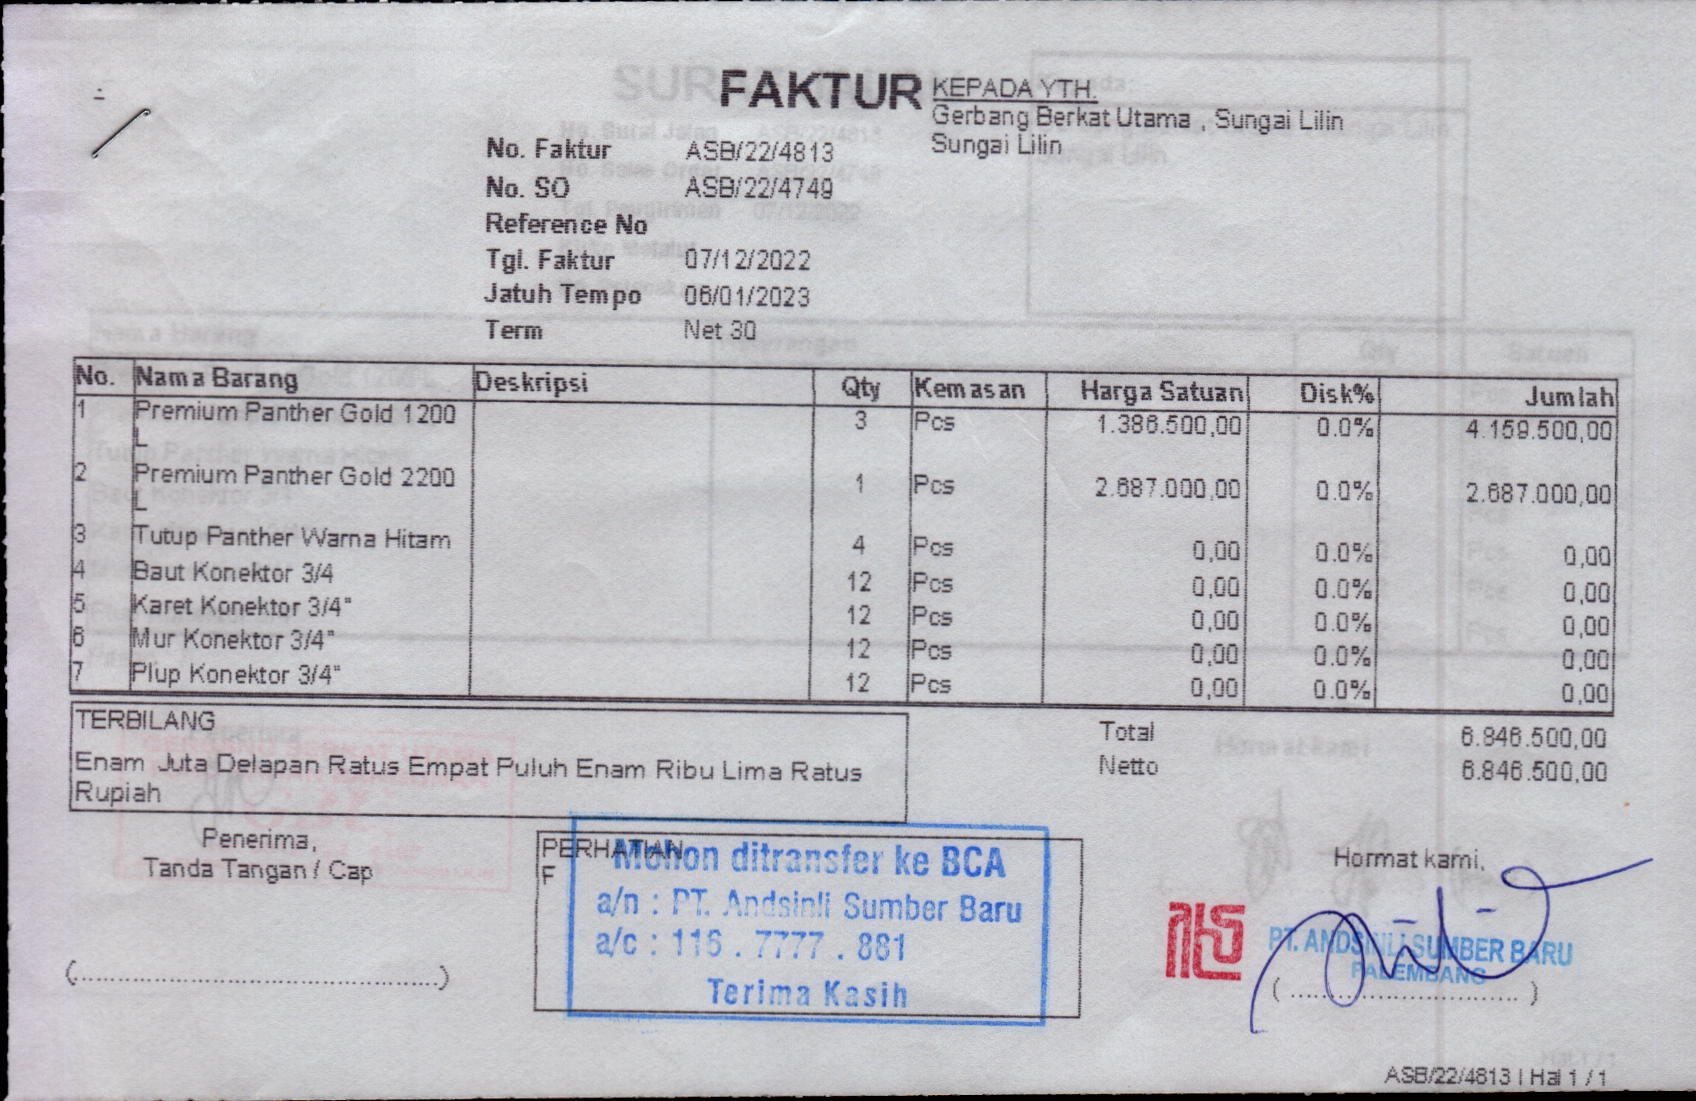 FAKTUR
KEPADA YTH.
Gerbang Berkat Utama , Sungai Lilin
Sungai Lilin
No. Faktur ASB/22/4813
No. SO ASB/22/4749
Reference No
Tgl. Faktur 07/12/2022
Jatuh Tempo 06/01/2023
Term Net 30
No. Nama Barang Deskripsi Qty Kemasan Harga Satuan Disk% Jumlah
1 Premium Panther Gold 1200 3 Pcs 1.386.500,00 0.0% 4.159.500,00
L
2 Premium Panther Gold 2200 1 Pcs 2.687.000,00 0.0% 2.687.000,00
L
3 Tutup Panther Warna Hitam 4 Pcs 0,00 0.0% 0,00
4 Baut Konektor 3/4 12 Pcs 0,00 0.0% 0,00
5 Karet Konektor 3/4" 12 Pcs 0,00 0.0% 0,00
6 Mur Konektor 3/4" 12 Pcs 0,00 0.0% 0,00
7 Plup Konektor 3/4" 12 Pcs 0,00 0.0% 0,00
TERBILANG
Enam Juta Delapan Ratus Empat Puluh Enam Ribu Lima Ratus
Rupiah
Total 6.846.500,00
Netto 6.846.500,00
Penerima,
Tanda Tangan / Cap
(................................................)
PERHATIAN
F
Mohon ditransfer ke BCA
a/n : PT. Andsinli Sumber Baru
a/c : 116 . 7777 . 881
Terima Kasih
Hormat kami,
PT. ANDSINLI SUMBER BARU
PALEMBANG
(..............................)
ASB/22/4813 | Hal 1 / 1